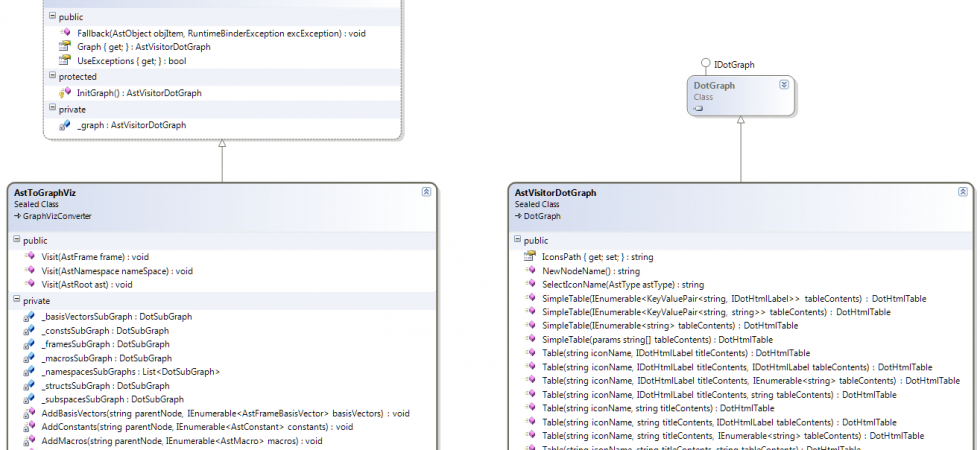 public
Fallback(AstObject objItem, RuntimeBinderException excException) : void
Graph { get; } : AstVisitorDotGraph
UseExceptions { get; } : bool
protected
InitGraph() : AstVisitorDotGraph
private
_graph : AstVisitorDotGraph
AstToGraphViz
Sealed Class
GraphVizConverter
public
Visit(AstFrame frame) : void
Visit(AstNamespace nameSpace) : void
Visit(AstRoot ast) : void
private
_basisVectorsSubGraph : DotSubGraph
_constsSubGraph : DotSubGraph
_framesSubGraph : DotSubGraph
_macrosSubGraph : DotSubGraph
_namespacesSubGraphs : List<DotSubGraph>
_structsSubGraph : DotSubGraph
_subspacesSubGraph : DotSubGraph
AddBasisVectors(string parentNode, IEnumerable<AstFrameBasisVector> basisVectors) : void
AddConstants(string parentNode, IEnumerable<AstConstant> constants) : void
AddMacros(string parentNode, IEnumerable<AstMacro> macros) : void
IDotGraph
DotGraph
Class
AstVisitorDotGraph
Sealed Class
DotGraph
public
IconsPath { get; set; } : string
NewNodeName() : string
SelectIconName(AstType astType) : string
SimpleTable(IEnumerable<KeyValuePair<string, IDotHtmlLabel>> tableContents) : DotHtmlTable
SimpleTable(IEnumerable<KeyValuePair<string, string>> tableContents) : DotHtmlTable
SimpleTable(IEnumerable<string> tableContents) : DotHtmlTable
SimpleTable(params string[] tableContents) : DotHtmlTable
Table(string iconName, IDotHtmlLabel titleContents) : DotHtmlTable
Table(string iconName, IDotHtmlLabel titleContents, IDotHtmlLabel tableContents) : DotHtmlTable
Table(string iconName, IDotHtmlLabel titleContents, IEnumerable<string> tableContents) : DotHtmlTable
Table(string iconName, IDotHtmlLabel titleContents, string tableContents) : DotHtmlTable
Table(string iconName, string titleContents) : DotHtmlTable
Table(string iconName, string titleContents, IDotHtmlLabel tableContents) : DotHtmlTable
Table(string iconName, string titleContents, IEnumerable<string> tableContents) : DotHtmlTable
Table(string iconName, string titleContents, string tableContents) : DotHtmlTable